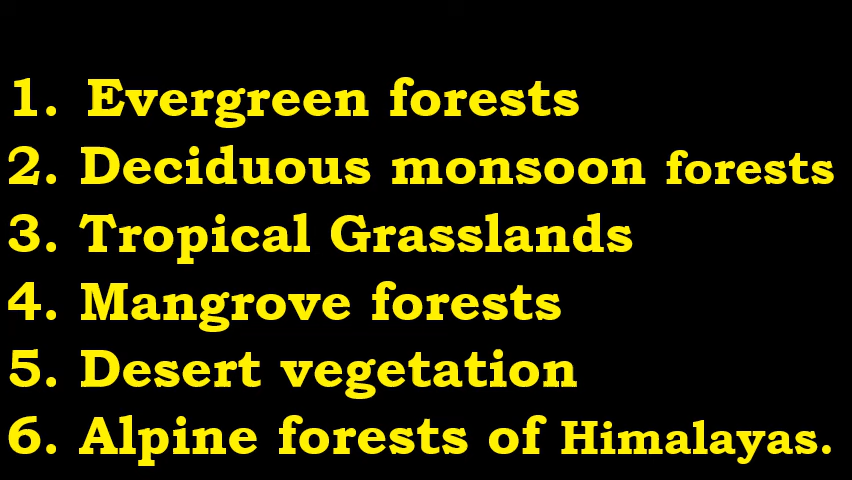 1. Evergreen forests
2. Deciduous monsoon forests
3. Tropical Grasslands
4. Mangrove forests
5. Desert vegetation
6. Alpine forests of Himalayas.